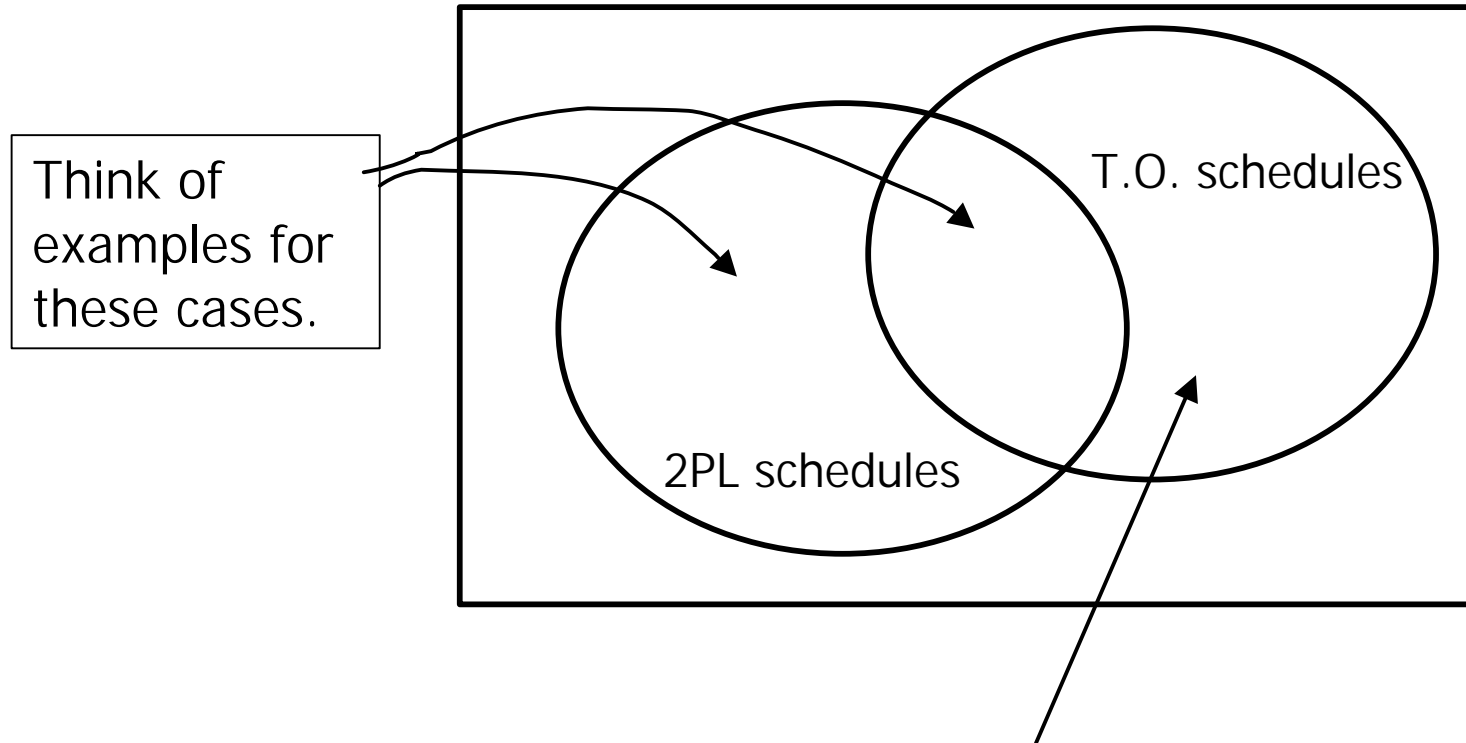 Think of
examples for
these cases.
T.O. schedules
2PL schedules